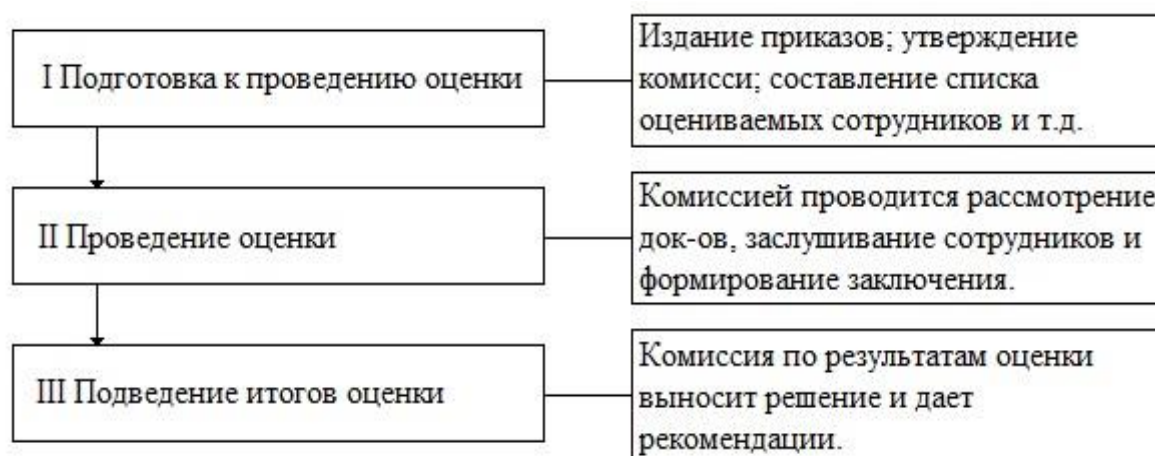 I Подготовка к проведению оценки
Издание приказов; утверждение
комисси; составление списка
оцениваемых сотрудников и т.д.
II Проведение оценки
Комиссией проводится рассмотрение
док-ов, заслушивание сотрудников и
формирование заключения.
III Подведение итогов оценки
Комиссия по результатам оценки
выносит решение и дает
рекомендации.